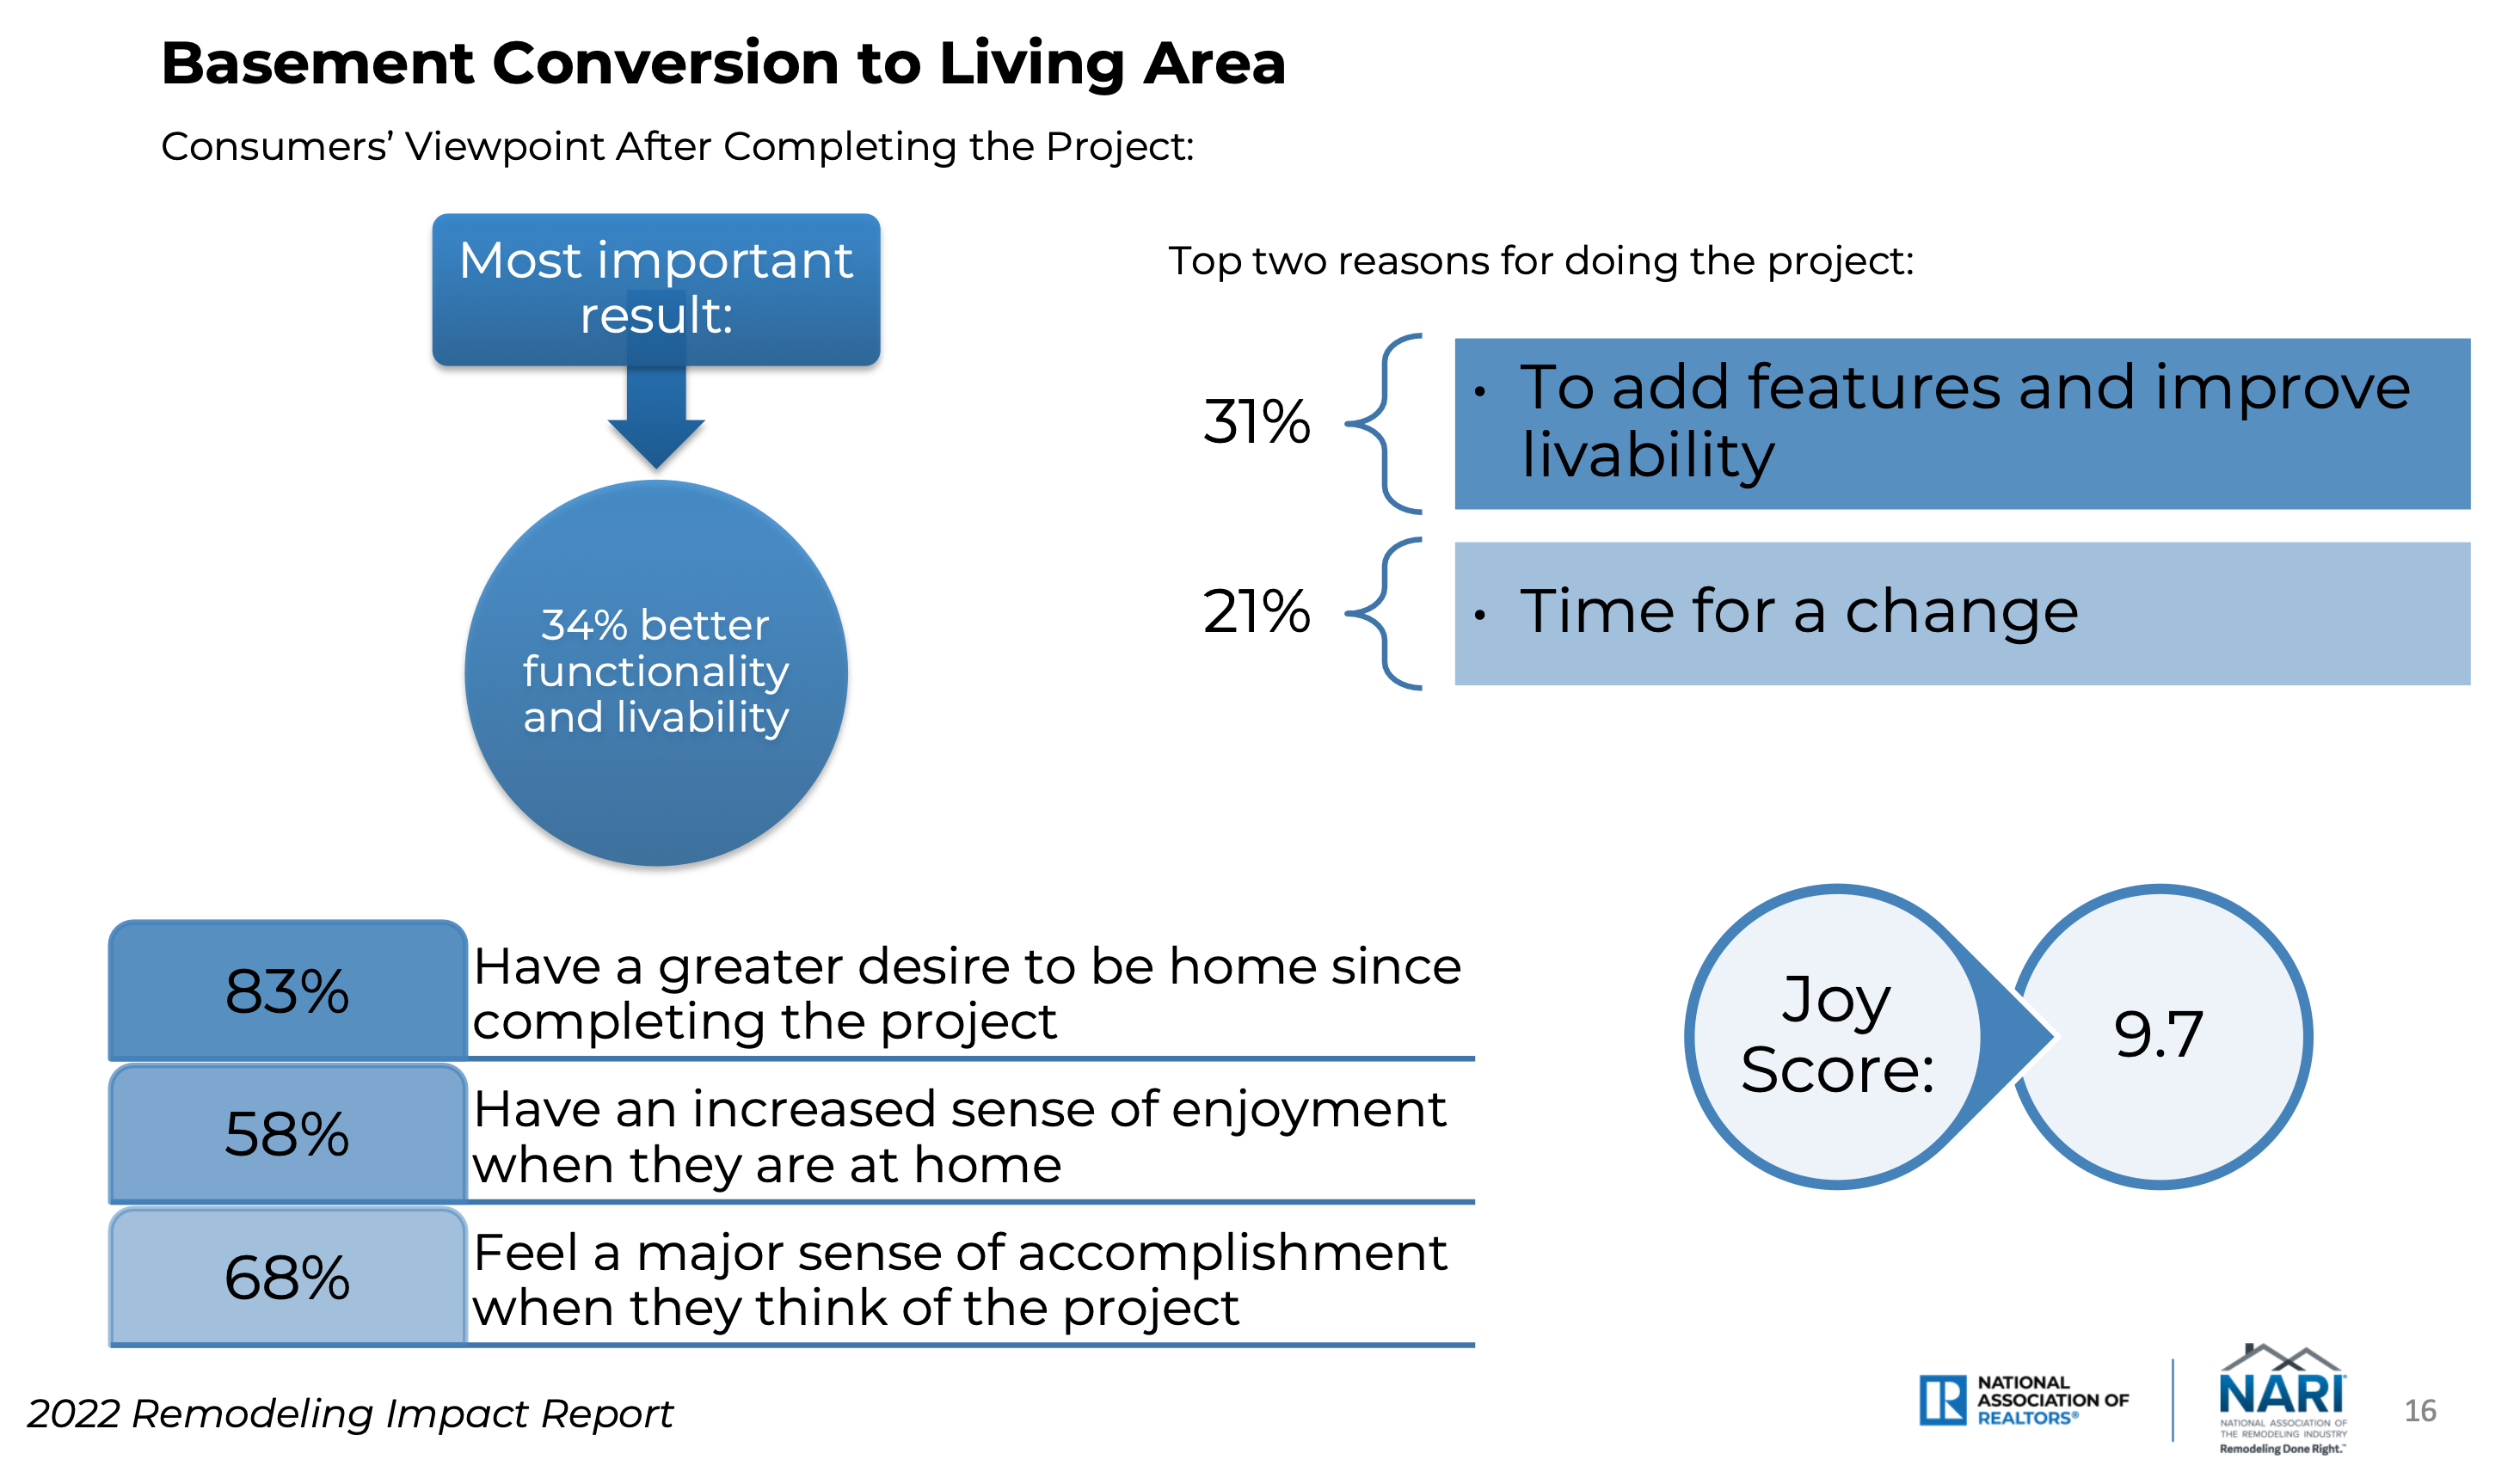 Basement Conversion to Living Area
Consumers’ Viewpoint After Completing the Project:
Most important
result:
34% better
functionality
and livability
Top two reasons for doing the project:
31%
• To add features and improve
livability
21%
• Time for a change
83%
Have a greater desire to be home since
completing the project
58%
Have an increased sense of enjoyment
when they are at home
68%
Feel a major sense of accomplishment
when they think of the project
Joy
Score:
9.7
2022 Remodeling Impact Report
NATIONAL
ASSOCIATION OF
REALTORS®
NARI
NATIONAL ASSOCIATION OF
THE REMODELING INDUSTRY
Remodeling Done Right.™
16